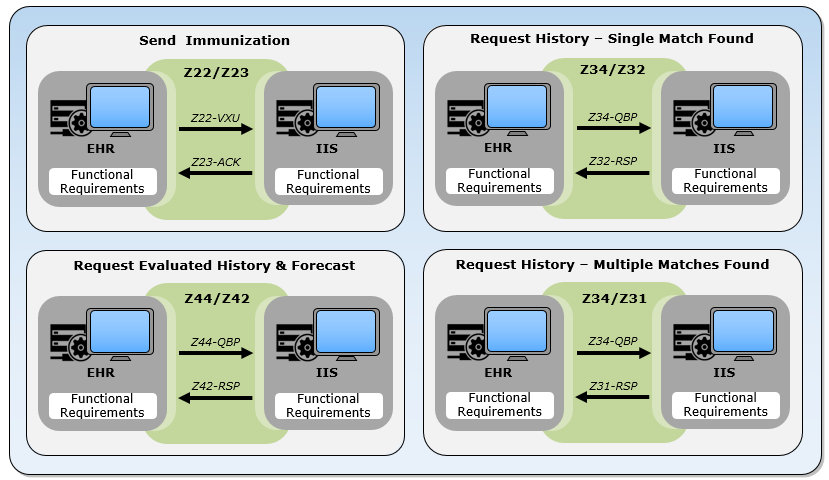 Send Immunization
Z22/Z23
Z22-VXU
Z23-ACK
EHR
IIS
Functional
Requirements
Functional
Requirements
Request History – Single Match Found
Z34/Z32
Z34-QBP
Z32-RSP
EHR
IIS
Functional
Requirements
Functional
Requirements
Request Evaluated History & Forecast
Z44/Z42
Z44-QBP
Z42-RSP
EHR
IIS
Functional
Requirements
Functional
Requirements
Request History – Multiple Matches Found
Z34/Z31
Z34-QBP
Z31-RSP
EHR
IIS
Functional
Requirements
Functional
Requirements